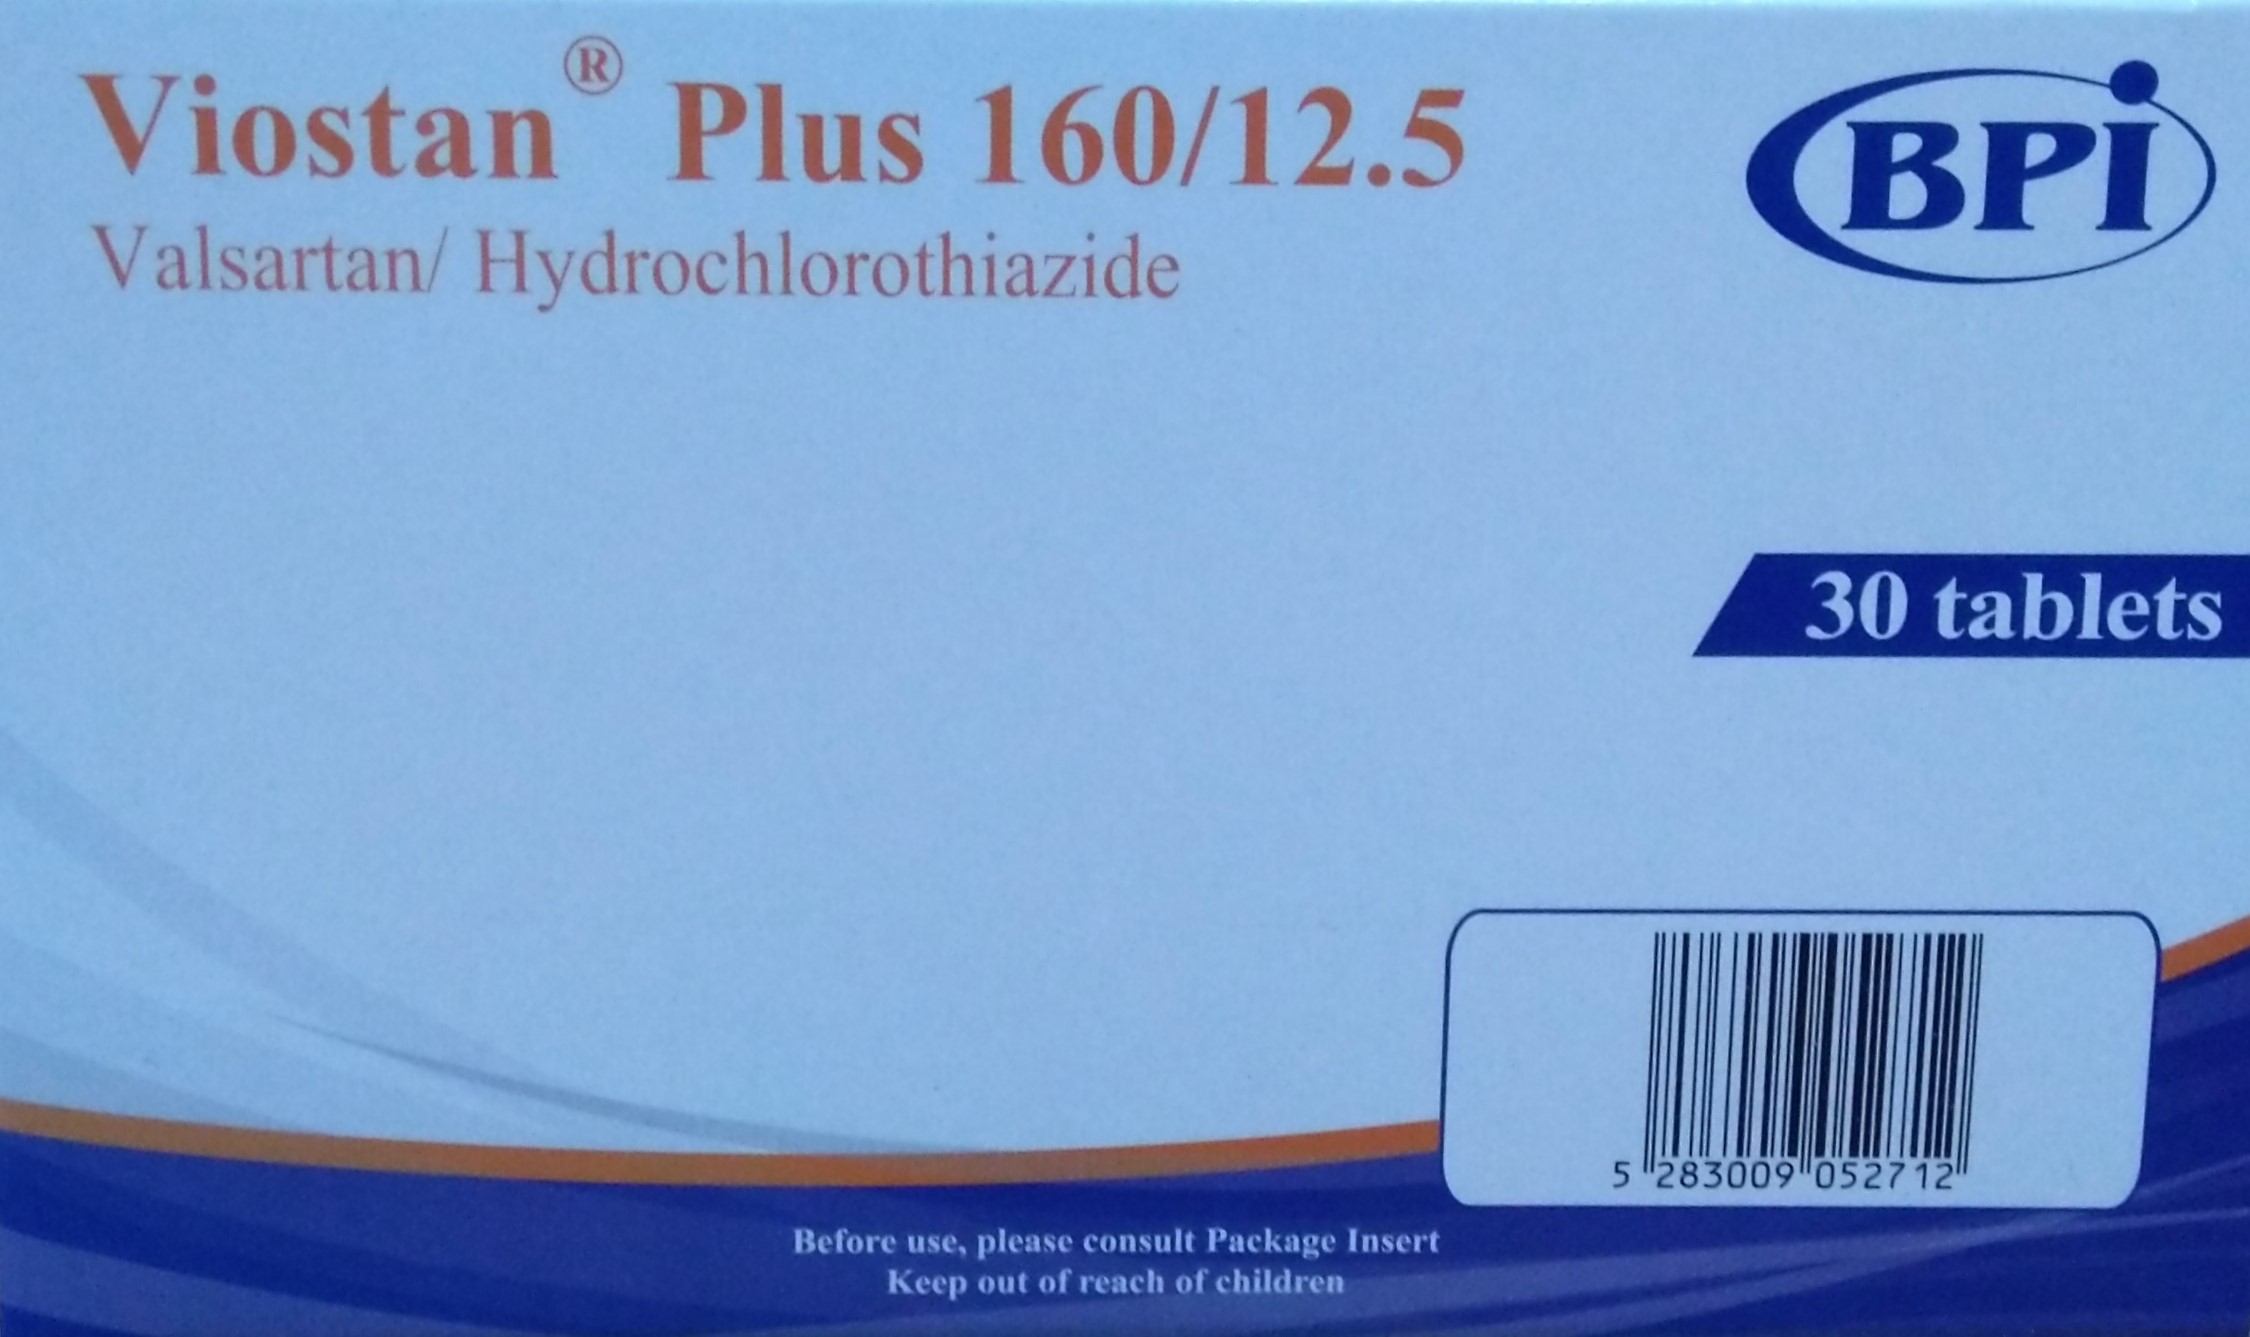 Viostan® Plus 160/12.5
Valsartan/ Hydrochlorothiazide
BPI
30 tablets
5 283009 052712
Before use, please consult Package Insert
Keep out of reach of children